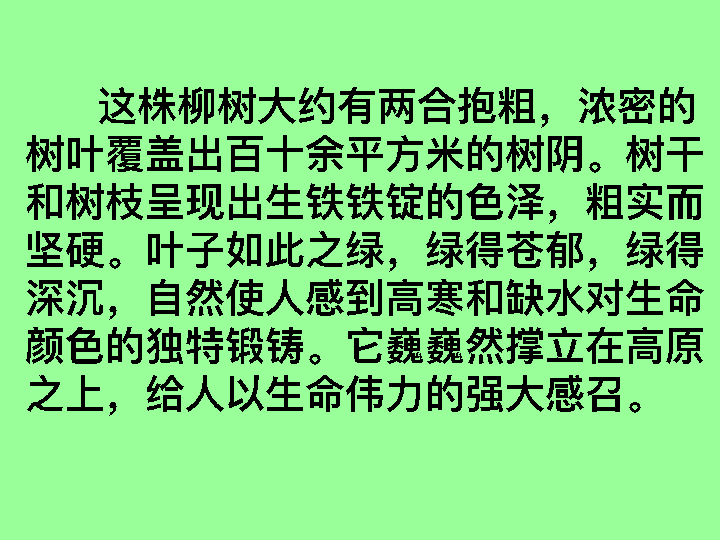 这株柳树大约有两合抱粗，浓密的
树叶覆盖出百十余平方米的树阴。树干
和树枝呈现出生铁铁锭的色泽，粗实而
坚硬。叶子如此之绿，绿得苍郁，绿得
深沉，自然使人感到高寒和缺水对生命
颜色的独特锻铸。它巍巍然撑立在高原
之上，给人以生命伟力的强大感召。